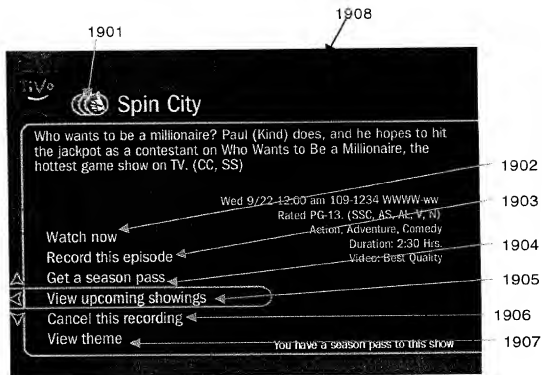 1908
1901
TiVo
Spin City
Who wants to be a millionaire? Paul (Kind) does, and he hopes to hit
the jackpot as a contestant on Who Wants to Be a Millionaire, the
hottest game show on TV. (CC, SS)
1902
Wed 9/22 12:00 am 109-1234 WWWW-ww
1903
Rated PG-13. (SSC, AS, AL, V, N)
Action, Adventure, Comedy
Watch now
Duration: 2:30 Hrs.
1904
Record this episode
Video: Best Quality
Get a season pass
1905
View upcoming showings
Cancel this recording
1906
View theme
You have a season pass to this show
1907